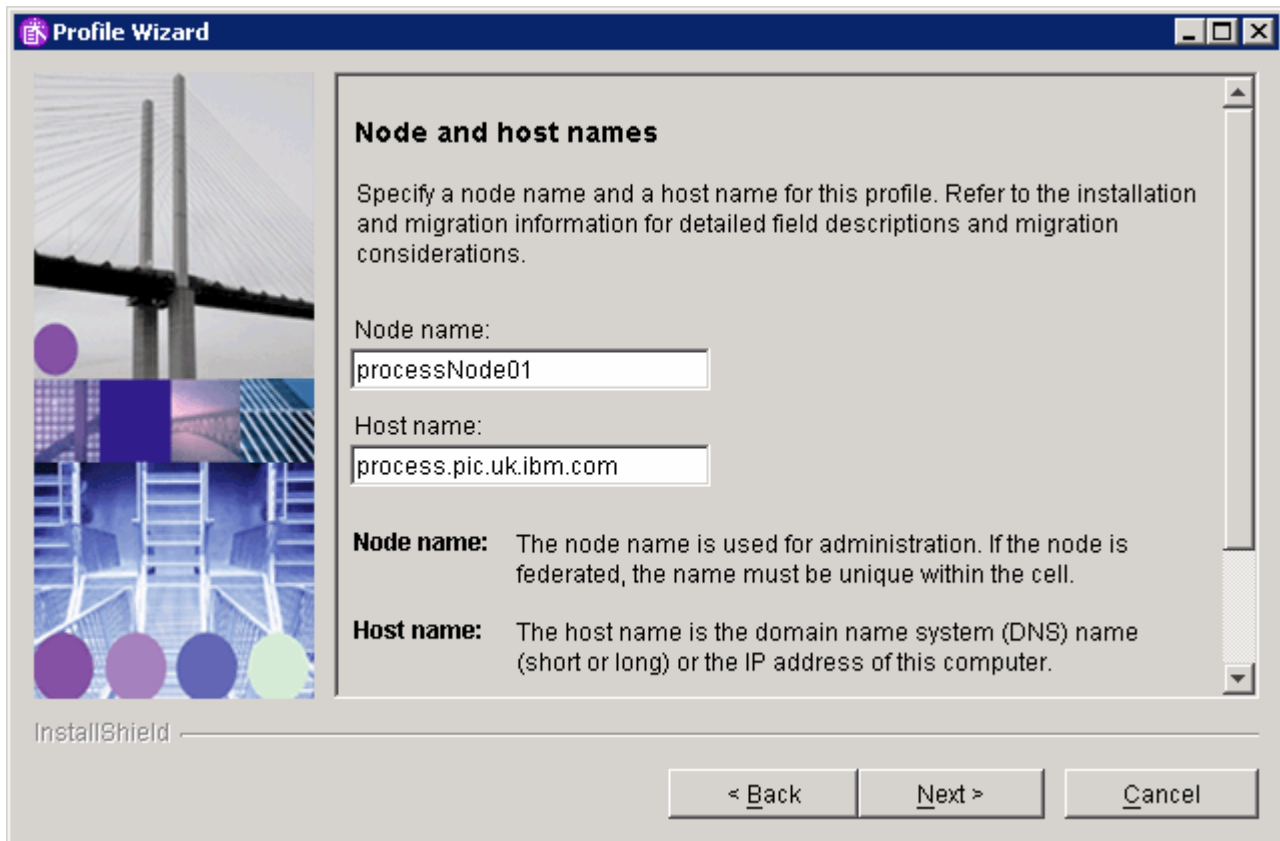 Profile Wizard
Node and host names
Specify a node name and a host name for this profile. Refer to the installation
and migration information for detailed field descriptions and migration
considerations.
Node name:
processNode01
Host name:
process.pic.uk.ibm.com
Node name: The node name is used for administration. If the node is
federated, the name must be unique within the cell.
Host name: The host name is the domain name system (DNS) name
(short or long) or the IP address of this computer.
InstallShield
< Back Next > Cancel